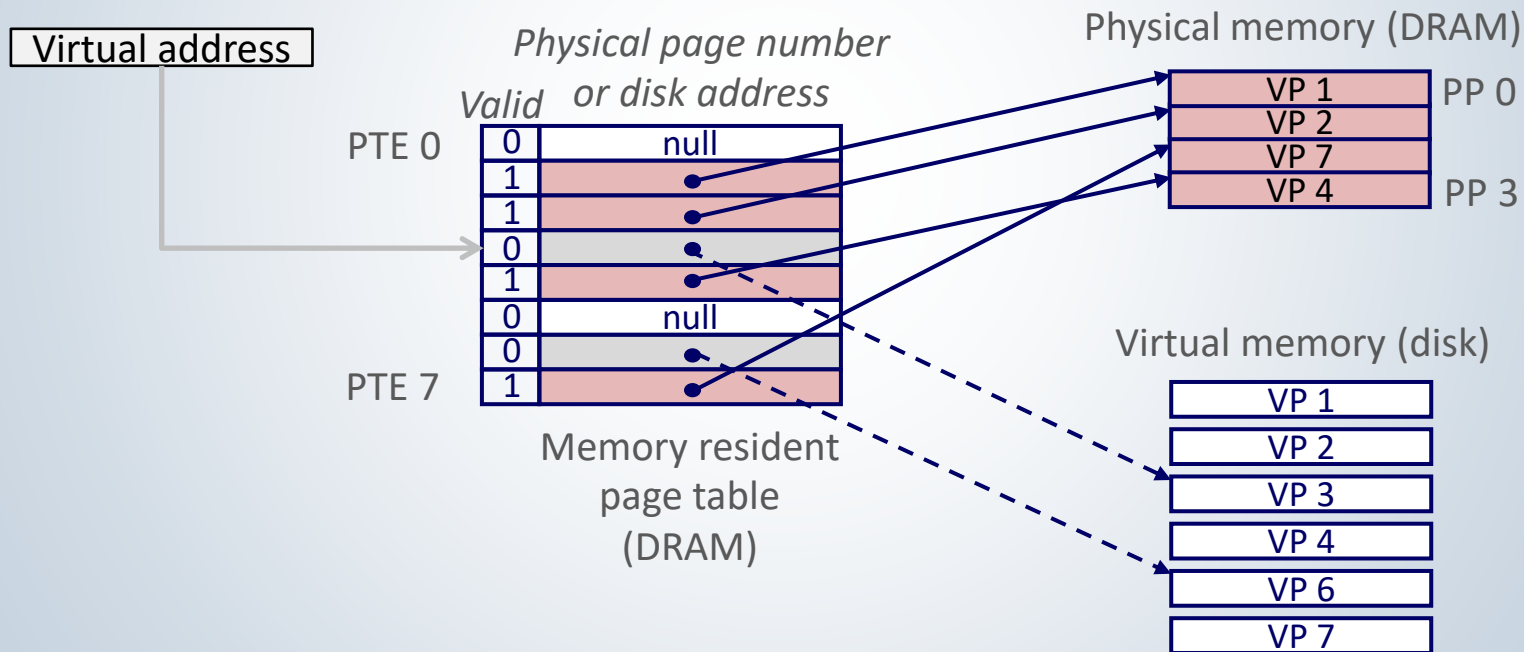 Virtual address
Physical page number
or disk address
Valid
PTE 0
0
null
1
1
0
1
0
null
0
PTE 7
1
Memory resident
page table
(DRAM)
Physical memory (DRAM)
VP 1
PP 0
VP 2
VP 7
VP 4
PP 3
Virtual memory (disk)
VP 1
VP 2
VP 3
VP 4
VP 6
VP 7